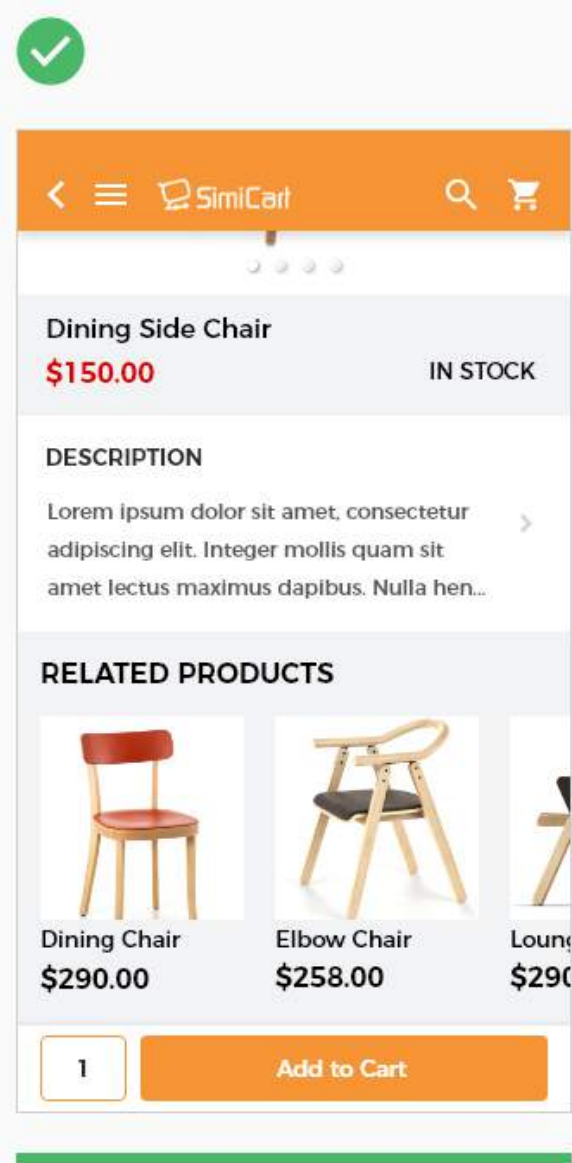 SimiCart
Dining Side Chair
$150.00
IN STOCK
DESCRIPTION
Lorem ipsum dolor sit amet, consectetur
adipiscing elit. Integer mollis quam sit
amet lectus maximus dapibus. Nulla hen...
RELATED PRODUCTS
Dining Chair
$290.00
Elbow Chair
$258.00
Loung
$290
1
Add to Cart